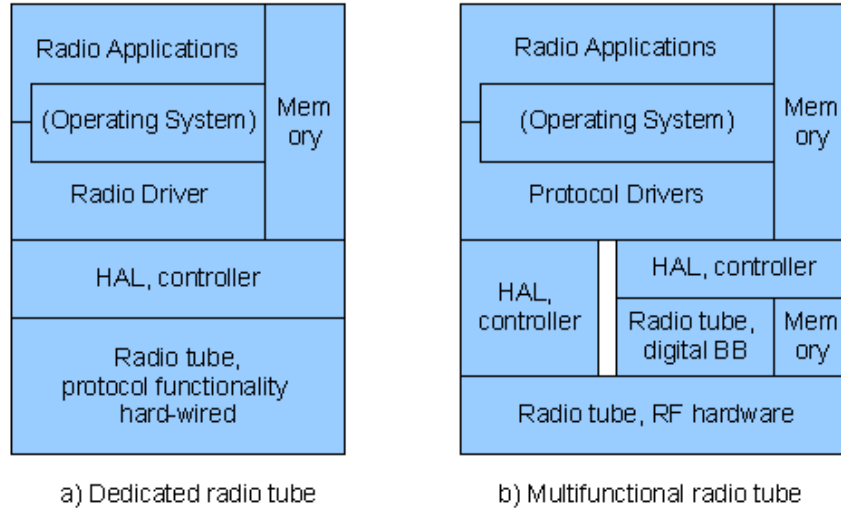 Radio Applications
(Operating System)
Mem
ory
Radio Driver
HAL, controller
Radio tube,
protocol functionality
hard-wired
a) Dedicated radio tube
Radio Applications
(Operating System)
Mem
ory
Protocol Drivers
HAL,
controller
HAL, controller
Radio tube,
digital BB
Mem
ory
Radio tube, RF hardware
b) Multifunctional radio tube